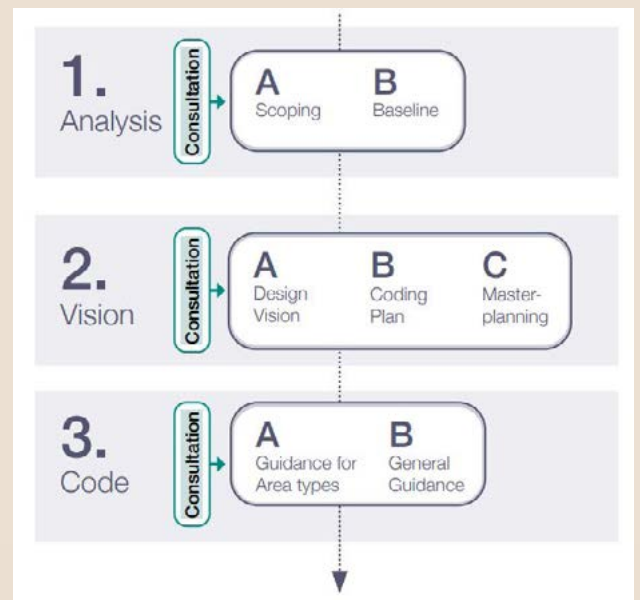 1.
Analysis
Consultation
A
Scoping
B
Baseline
2.
Vision
Consultation
A
Design
Vision
B
Coding
Plan
C
Master-
planning
3.
Code
Consultation
A
Guidance for
Area types
B
General
Guidance